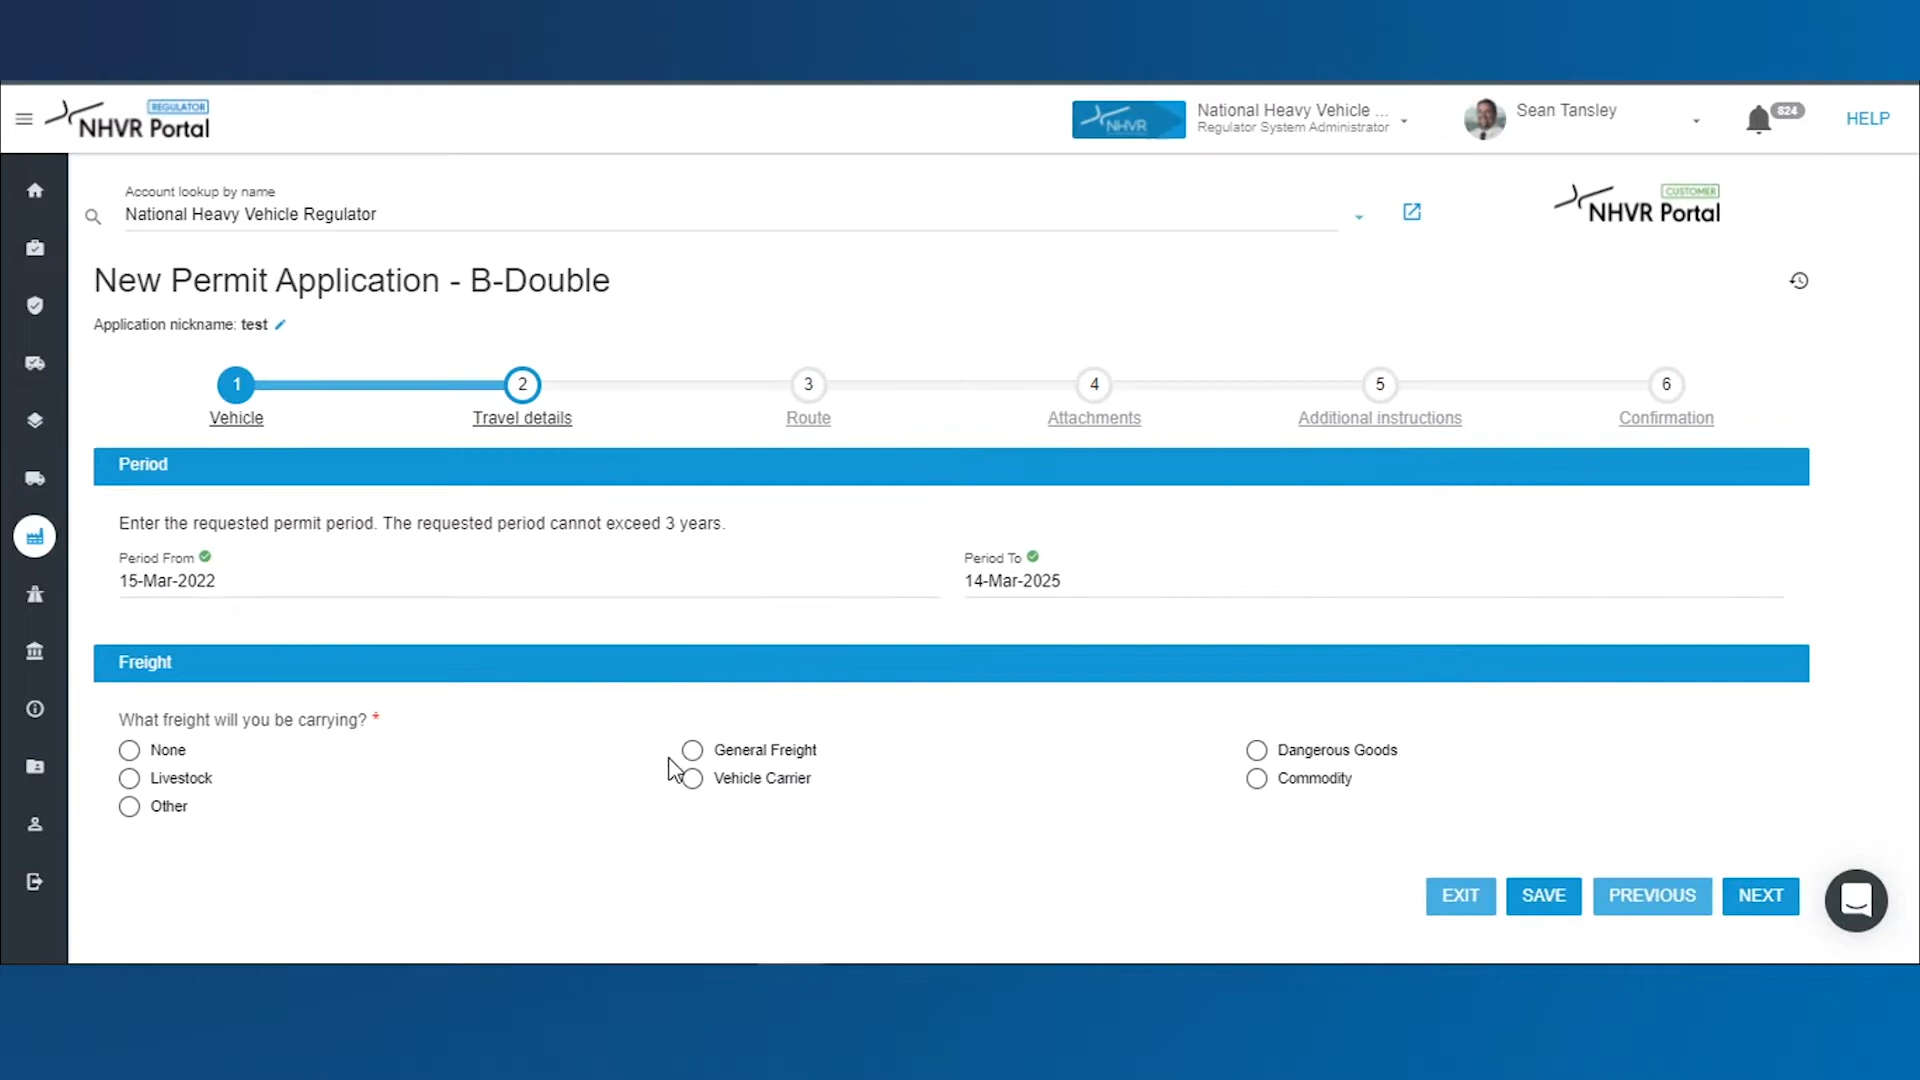 REGULATOR
NHVR Portal
NHVR
National Heavy Vehicle ...
Regulator System Administrator
Sean Tansley
824
HELP
Account lookup by name
National Heavy Vehicle Regulator
CUSTOMER
NHVR Portal
New Permit Application - B-Double
Application nickname: test
1
2
3
4
5
6
Vehicle
Travel details
Route
Attachments
Additional instructions
Confirmation
Period
Enter the requested permit period. The requested period cannot exceed 3 years.
Period From
Period To
15-Mar-2022
14-Mar-2025
Freight
What freight will you be carrying? *
None
General Freight
Dangerous Goods
Livestock
Vehicle Carrier
Commodity
Other
EXIT
SAVE
PREVIOUS
NEXT